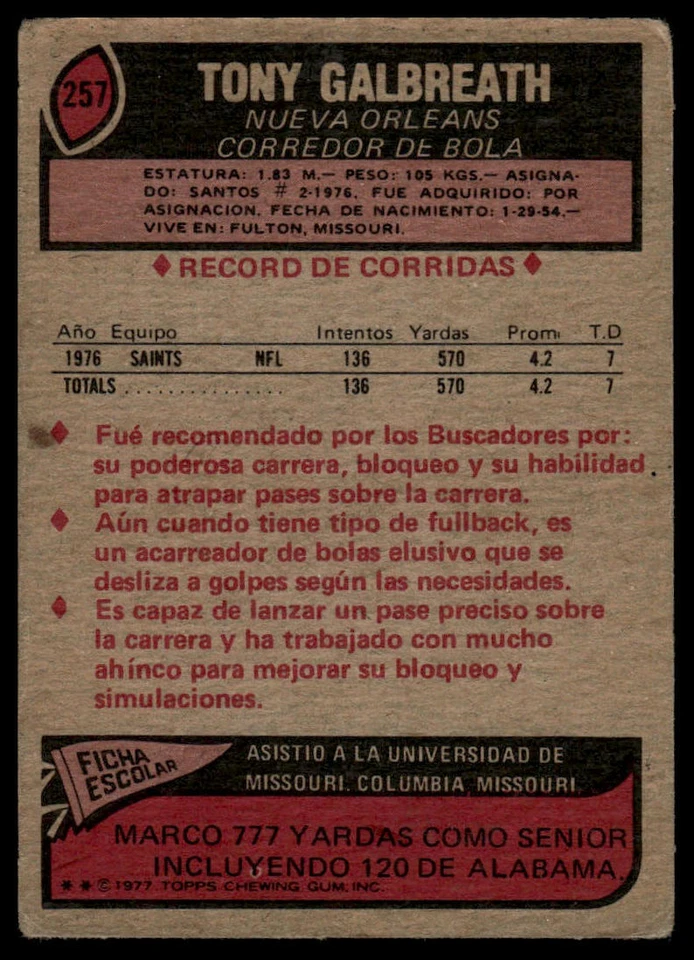 257
TONY GALBREATH
NUEVA ORLEANS
CORREDOR DE BOLA
ESTATURA: 1.83 M.— PESO: 105 KGS.— ASIGNA-
DO: SANTOS # 2-1976, FUE ADQUIRIDO: POR
ASIGNACION. FECHA DE NACIMIENTO: 1-29-54.—
VIVE EN: FULTON, MISSOURI.
♦ RECORD DE CORRIDAS ♦
Año Equipo Intentos Yardas Prom. T.D
1976 SAINTS NFL 136 570 4.2 7
TOTALS . . . . . . . . . . . . . . . 136 570 4.2 7
♦ Fué recomendado por los Buscadores por:
su poderosa carrera, bloqueo y su habilidad
para atrapar pases sobre la carrera.
♦ Aún cuando tiene tipo de fullback, es
un acarreador de bolas elusivo que se
desliza a golpes según las necesidades.
♦ Es capaz de lanzar un pase preciso sobre
la carrera y ha trabajado con mucho
ahínco para mejorar su bloqueo y
simulaciones.
FICHA
ESCOLAR
ASISTIO A LA UNIVERSIDAD DE
MISSOURI. COLUMBIA, MISSOURI.
MARCO 777 YARDAS COMO SENIOR
INCLUYENDO 120 DE ALABAMA.
** © 1977 TOPPS CHEWING GUM, INC.